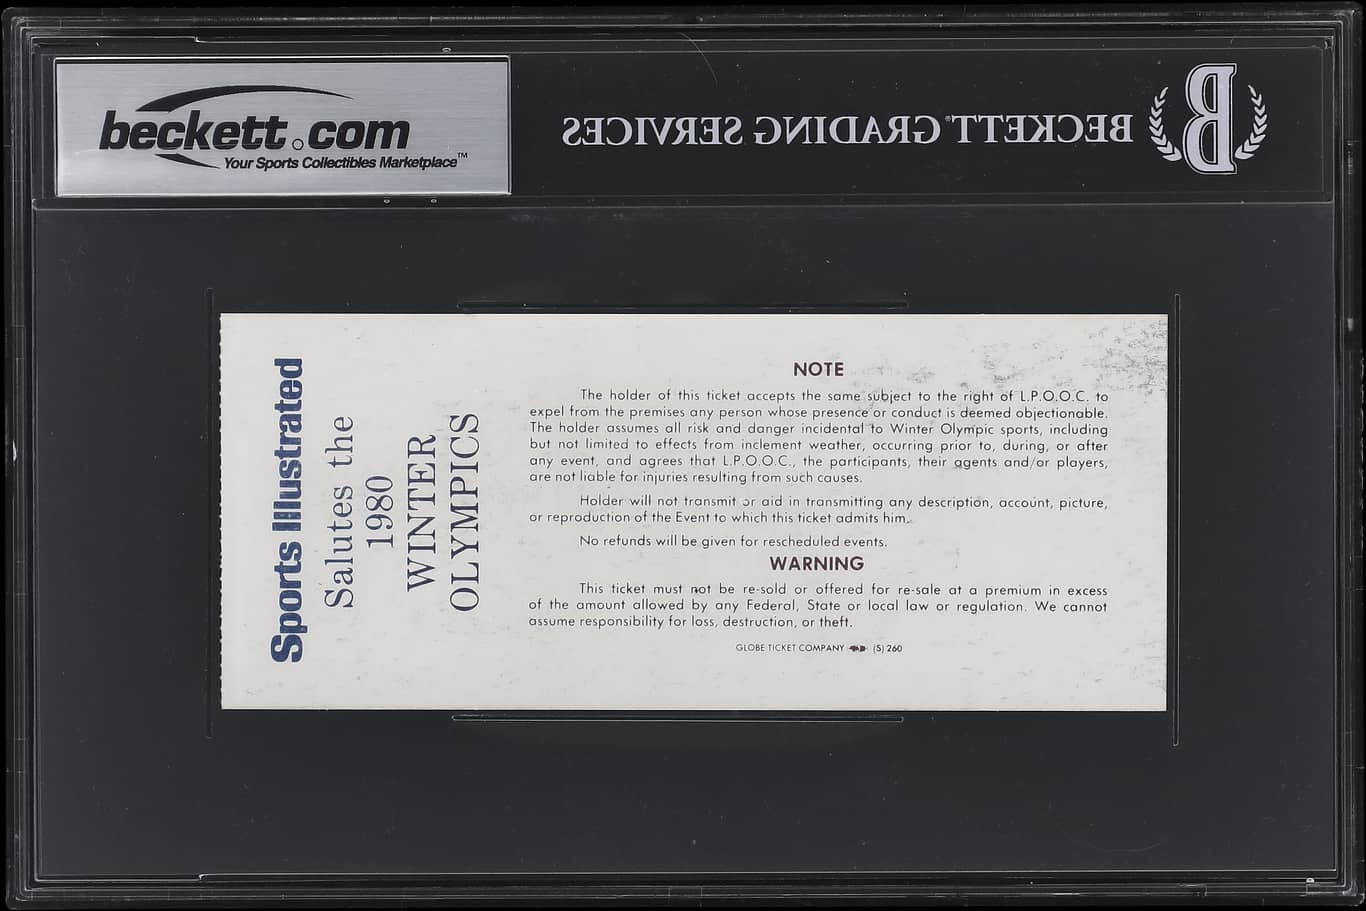 beckett.com
Your Sports Collectibles Marketplace™
BECKETT GRADING SERVICES
B
Sports Illustrated
Salutes the
1980
WINTER
OLYMPICS
NOTE
The holder of this ticket accepts the same subject to the right of L.P.O.O.C. to
expel from the premises any person whose presence or conduct is deemed objectionable.
The holder assumes all risk and danger incidental to Winter Olympic sports, including
but not limited to effects from inclement weather, occurring prior to, during, or after
any event, and agrees that L.P.O.O.C., the participants, their agents and/or players,
are not liable for injuries resulting from such causes.
Holder will not transmit or aid in transmitting any description, account, picture,
or reproduction of the Event to which this ticket admits him.
No refunds will be given for rescheduled events.
WARNING
This ticket must not be re-sold or offered for re-sale at a premium in excess
of the amount allowed by any Federal, State or local law or regulation. We cannot
assume responsibility for loss, destruction, or theft.
GLOBE TICKET COMPANY (S) 260